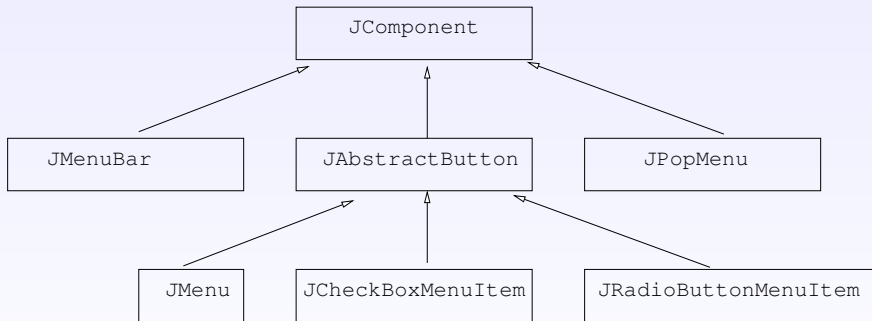 JComponent
JMenuBar JAbstractButton JPopMenu
JMenu JCheckBoxMenuItem JRadioButtonMenuItem